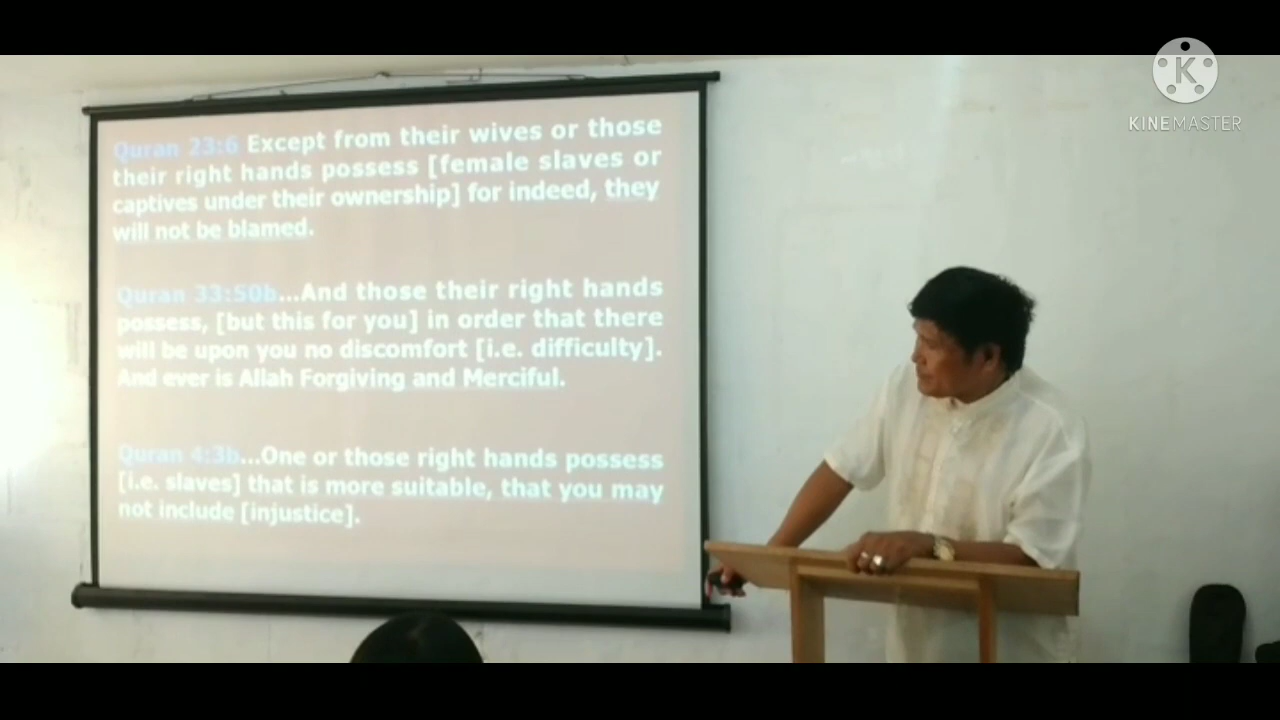 K
KINEMASTER
Quran 23:6 Except from their wives or those
their right hands possess [female slaves or
captives under their ownership] for indeed, they
will not be blamed.
Quran 33:50b...And those their right hands
possess, [but this for you] in order that there
will be upon you no discomfort [i.e. difficulty].
And ever is Allah Forgiving and Merciful.
Quran 4:3b...One or those right hands possess
[i.e. slaves] that is more suitable, that you may
not include [injustice].